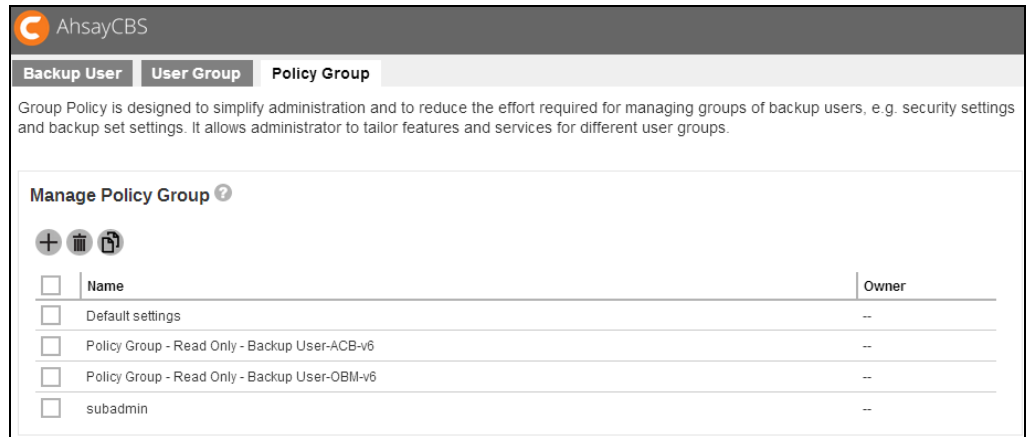 AhsayCBS
Backup User User Group Policy Group
Group Policy is designed to simplify administration and to reduce the effort required for managing groups of backup users, e.g. security settings
and backup set settings. It allows administrator to tailor features and services for different user groups.
Manage Policy Group ?
Name Owner
Default settings --
Policy Group - Read Only - Backup User-ACB-v6 --
Policy Group - Read Only - Backup User-OBM-v6 --
subadmin --